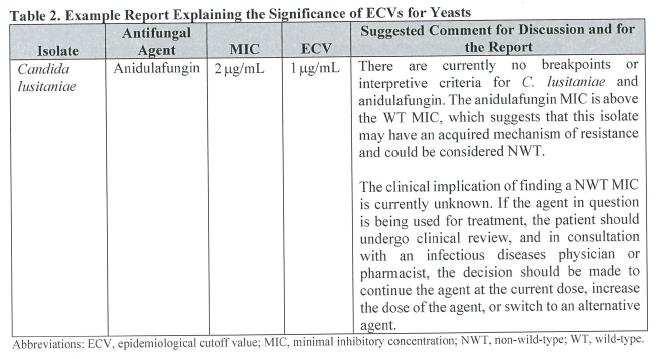 Table 2. Example Report Explaining the Significance of ECVs for Yeasts
Isolate
Antifungal
Agent
MIC
ECV
Suggested Comment for Discussion and for
the Report
Candida
lusitaniae
Anidulafungin
2 µg/mL
1 µg/mL
There are currently no breakpoints or
interpretive criteria for C. lusitaniae and
anidulafungin. The anidulafungin MIC is above
the WT MIC, which suggests that this isolate
may have an acquired mechanism of resistance
and could be considered NWT.
The clinical implication of finding a NWT MIC
is currently unknown. If the agent in question
is being used for treatment, the patient should
undergo clinical review, and in consultation
with an infectious diseases physician or
pharmacist, the decision should be made to
continue the agent at the current dose, increase
the dose of the agent, or switch to an alternative
agent.
Abbreviations: ECV, epidemiological cutoff value; MIC, minimal inhibitory concentration; NWT, non-wild-type; WT, wild-type.